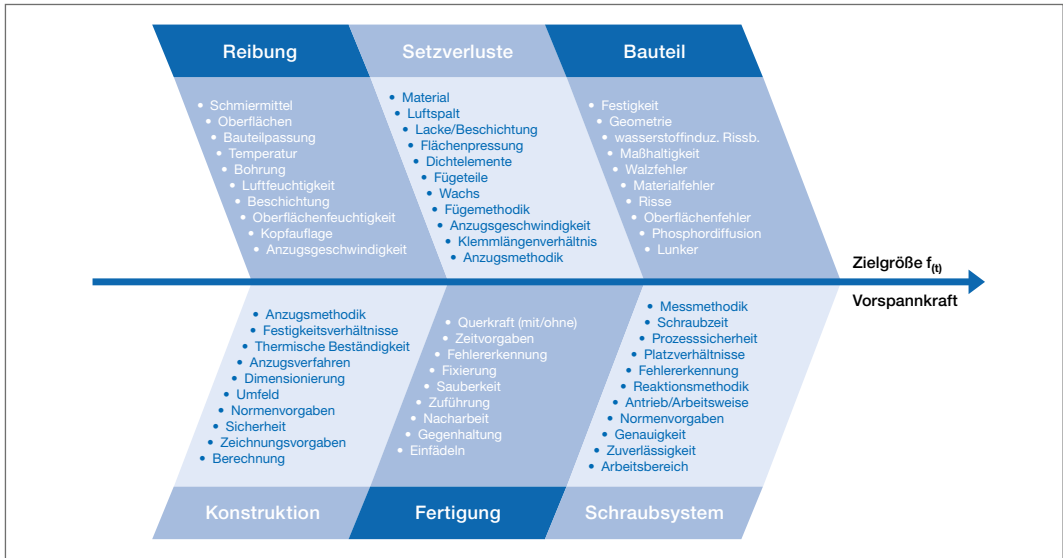 Reibung
• Schmiermittel
• Oberflächen
• Bauteilpassung
• Temperatur
• Bohrung
• Luftfeuchtigkeit
• Beschichtung
• Oberflächenfeuchtigkeit
• Kopfauflage
• Anzugsgeschwindigkeit
Setzverluste
• Material
• Luftspalt
• Lacke/Beschichtung
• Flächenpressung
• Dichtelemente
• Fügeteile
• Wachs
• Fügemethodik
• Anzugsgeschwindigkeit
• Klemmlängenverhältnis
• Anzugsmethodik
Bauteil
• Festigkeit
• Geometrie
• wasserstoffinduz. Rissb.
• Maßhaltigkeit
• Walzfehler
• Materialfehler
• Risse
• Oberflächenfehler
• Phosphordiffusion
• Lunker
Zielgröße f(t)
Vorspannkraft
• Anzugsmethodik
• Festigkeitsverhältnisse
• Thermische Beständigkeit
• Anzugsverfahren
• Dimensionierung
• Umfeld
• Normenvorgaben
• Sicherheit
• Zeichnungsvorgaben
• Berechnung
Konstruktion
• Querkraft (mit/ohne)
• Zeitvorgaben
• Fehlererkennung
• Fixierung
• Sauberkeit
• Zuführung
• Nacharbeit
• Gegenhaltung
• Einfädeln
Fertigung
• Messmethodik
• Schraubzeit
• Prozesssicherheit
• Platzverhältnisse
• Fehlererkennung
• Reaktionsmethodik
• Antrieb/Arbeitsweise
• Normenvorgaben
• Genauigkeit
• Zuverlässigkeit
• Arbeitsbereich
Schraubsystem